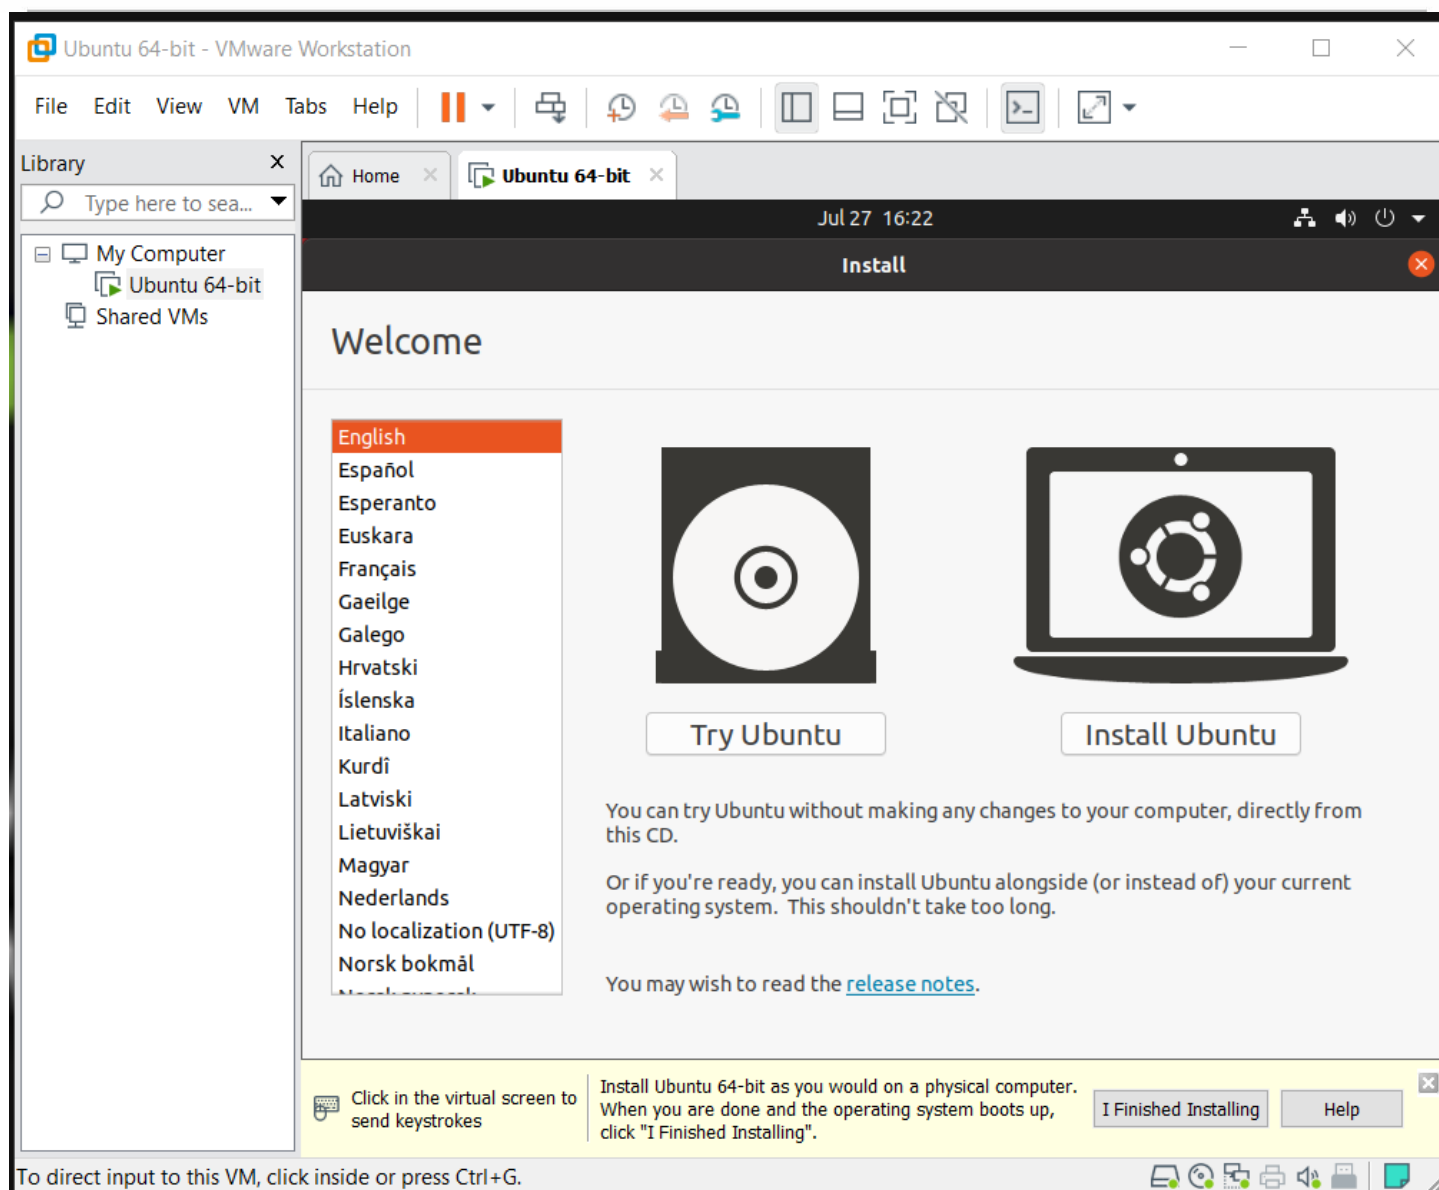 Ubuntu 64-bit - VMware Workstation
File Edit View VM Tabs Help
Library X
Type here to sea...
My Computer
Ubuntu 64-bit
Shared VMs
Home
Ubuntu 64-bit
Jul 27 16:22
Install
Welcome
English
Español
Esperanto
Euskara
Français
Gaeilge
Galego
Hrvatski
Íslenska
Italiano
Kurdî
Latviski
Lietuviškai
Magyar
Nederlands
No localization (UTF-8)
Norsk bokmål
Try Ubuntu
Install Ubuntu
You can try Ubuntu without making any changes to your computer, directly from
this CD.
Or if you're ready, you can install Ubuntu alongside (or instead of) your current
operating system. This shouldn't take too long.
You may wish to read the release notes.
Click in the virtual screen to
send keystrokes
Install Ubuntu 64-bit as you would on a physical computer.
When you are done and the operating system boots up,
click "I Finished Installing".
I Finished Installing
Help
To direct input to this VM, click inside or press Ctrl+G.